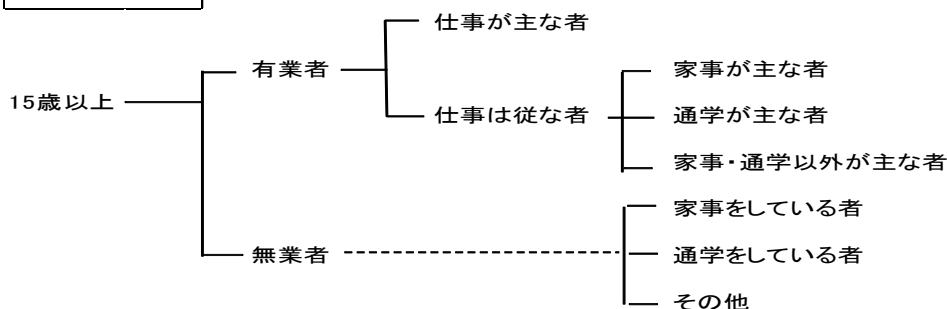 仕事が主な者
有業者
家事が主な者
15歳以上
仕事は従な者
通学が主な者
家事・通学以外が主な者
家事をしている者
無業者
通学をしている者
その他